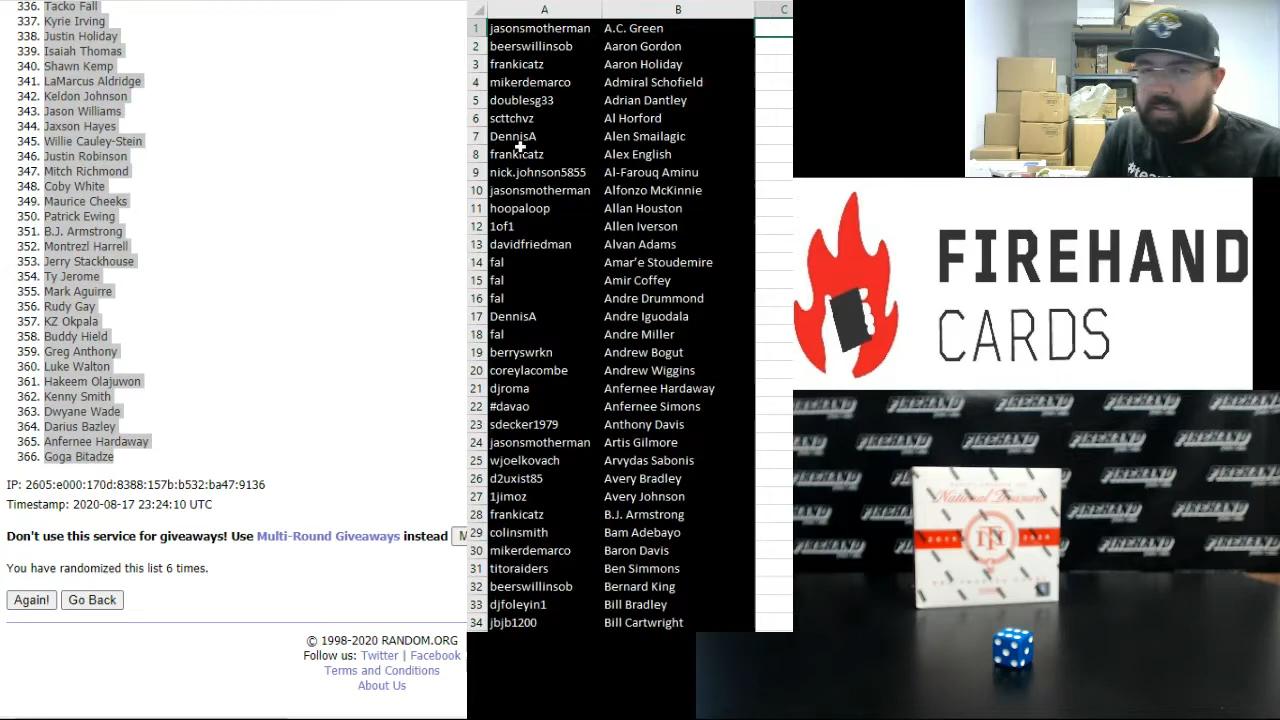 336. Tacko Fall
337. Kyrie Irving
338. Justin Holiday
339. Isaiah Thomas
340. Shawn Kemp
341. LaMarcus Aldridge
342. Keldon Johnson
343. Jason Williams
344. Jaxson Hayes
345. Willie Cauley-Stein
346. Justin Robinson
347. Mitch Richmond
348. Coby White
349. Maurice Cheeks
350. Patrick Ewing
351. B.J. Armstrong
352. Montrezl Harrell
353. Jerry Stackhouse
354. Ty Jerome
355. Mark Aguirre
356. Rudy Gay
357. KZ Okpala
358. Buddy Hield
359. Greg Anthony
360. Luke Walton
361. Hakeem Olajuwon
362. Kenny Smith
363. Dwyane Wade
364. Darius Bazley
365. Anfernee Hardaway
366. Goga Bitadze
IP: 2605:e000:170d:8388:157b:b532:ba47:9136
Timestamp: 2020-08-17 23:24:10 UTC
Don't use this service for giveaways! Use Multi-Round Giveaways instead M
You have randomized this list 6 times.
Again! Go Back
© 1998-2020 RANDOM.ORG
Follow us: Twitter | Facebook
Terms and Conditions
About Us
A B C
1 jasonsmotherman A.C. Green
2 beerswillinsob Aaron Gordon
3 frankicatz Aaron Holiday
4 mikerdemarco Admiral Schofield
5 doublesg33 Adrian Dantley
6 scttchvz Al Horford
7 DennisA Alen Smailagic
8 frankicatz Alex English
9 nick.johnson5855 Al-Farouq Aminu
10 jasonsmotherman Alfonzo McKinnie
11 hoopaloop Allan Houston
12 1of1 Allen Iverson
13 davidfriedman Alvan Adams
14 fal Amar’e Stoudemire
15 fal Amir Coffey
16 fal Andre Drummond
17 DennisA Andre Iguodala
18 fal Andre Miller
19 berryswrkn Andrew Bogut
20 coreylacombe Andrew Wiggins
21 djroma Anfernee Hardaway
22 #davao Anfernee Simons
23 sdecker1979 Anthony Davis
24 jasonsmotherman Artis Gilmore
25 wjoelkovach Arvydas Sabonis
26 d2uxist85 Avery Bradley
27 1jimoz Avery Johnson
28 frankicatz B.J. Armstrong
29 colinsmith Bam Adebayo
30 mikerdemarco Baron Davis
31 titoraiders Ben Simmons
32 beerswillinsob Bernard King
33 djfoleyin1 Bill Bradley
34 jbjb1200 Bill Cartwright
FIREHAND
CARDS
FIREHAND
National Treasures